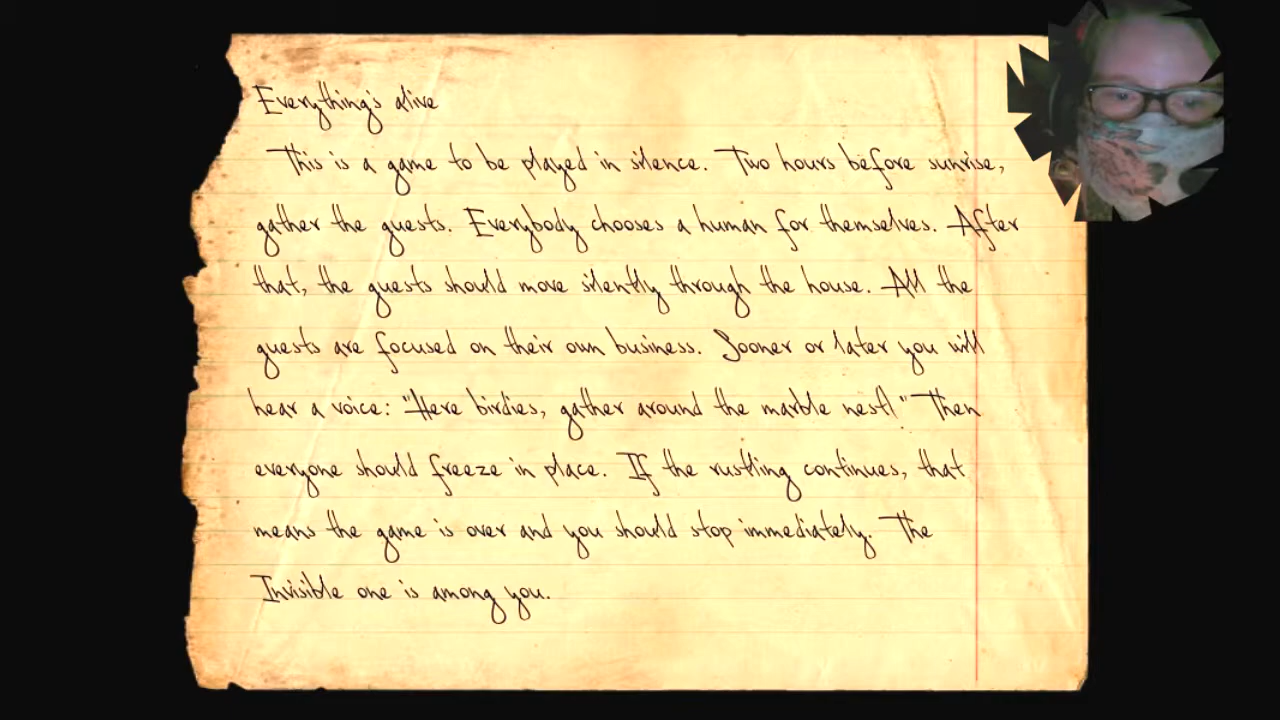 Everything's alive
This is a game to be played in silence. Two hours before sunrise,
gather the guests. Everybody chooses a human for themselves. After
that, the guests should move silently through the house. All the
guests are focused on their own business. Sooner or later you will
hear a voice: "Here birdies, gather around the marble nest!" Then
everyone should freeze in place. If the rustling continues, that
means the game is over and you should stop immediately. The
Invisible one is among you.